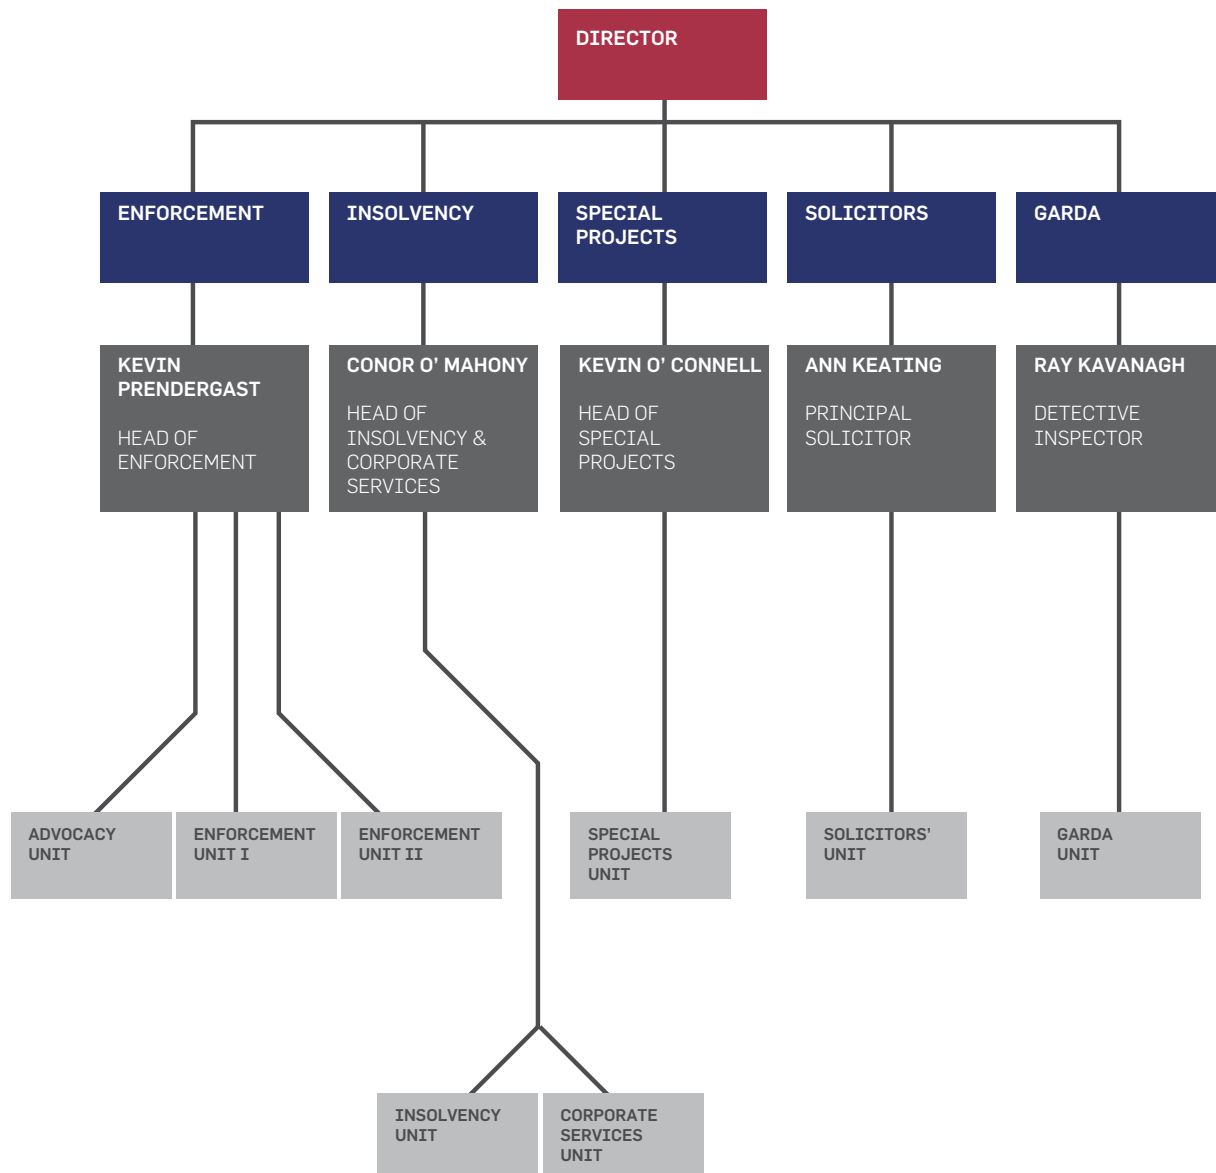 DIRECTOR
ENFORCEMENT
INSOLVENCY
SPECIAL
PROJECTS
SOLICITORS
GARDA
KEVIN
PRENDERGAST
HEAD OF
ENFORCEMENT
CONOR O’ MAHONY
HEAD OF
INSOLVENCY &
CORPORATE
SERVICES
KEVIN O’ CONNELL
HEAD OF
SPECIAL
PROJECTS
ANN KEATING
PRINCIPAL
SOLICITOR
RAY KAVANAGH
DETECTIVE
INSPECTOR
ADVOCACY
UNIT
ENFORCEMENT
UNIT I
ENFORCEMENT
UNIT II
SPECIAL
PROJECTS
UNIT
SOLICITORS’
UNIT
GARDA
UNIT
INSOLVENCY
UNIT
CORPORATE
SERVICES
UNIT